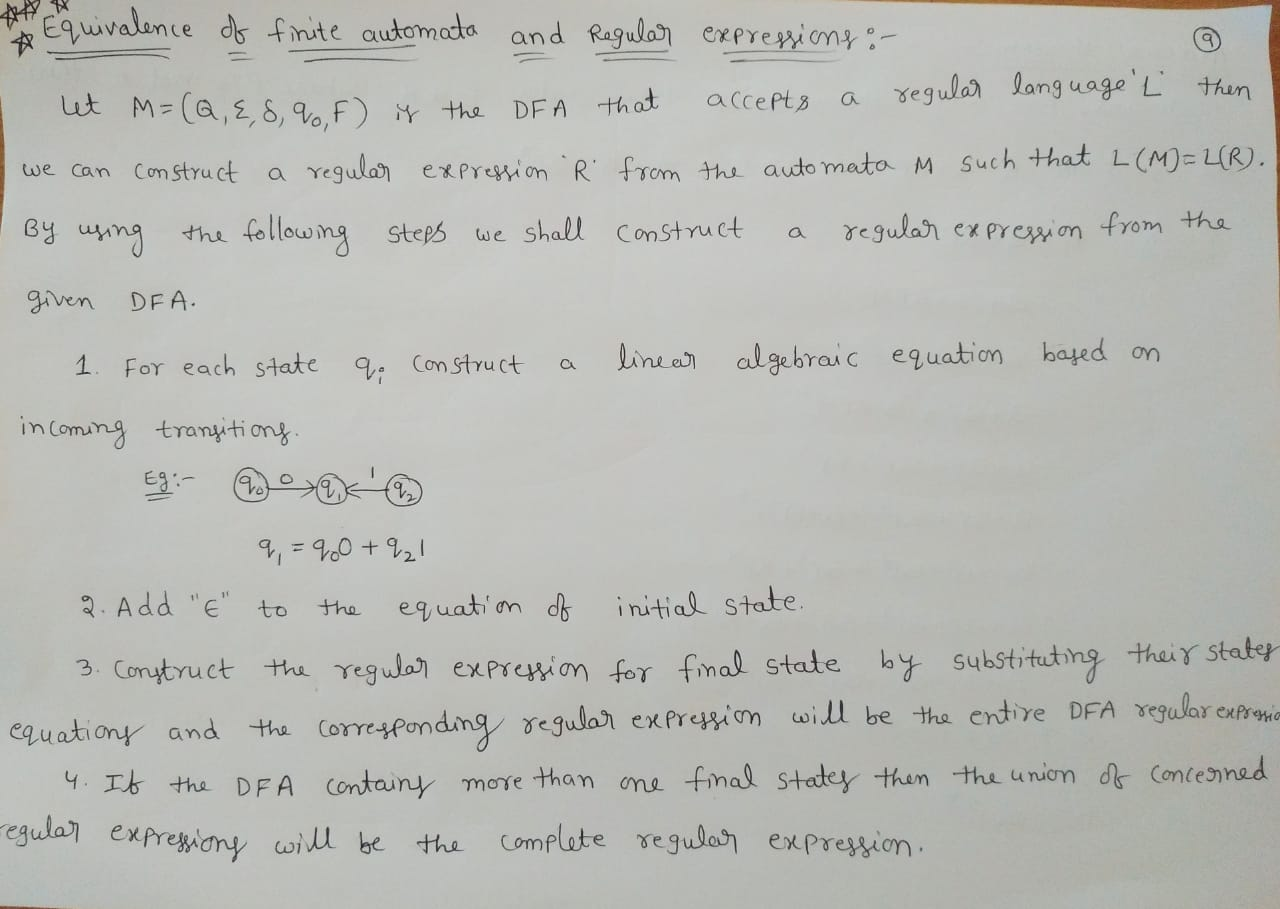 Equivalence of finite automata and Regular expressions :- 9
Let M=(Q,Σ,δ,q₀,F) is the DFA that accepts a regular language 'L' then
we can construct a regular expression 'R' from the automata M such that L(M)=L(R).
By using the following steps we shall construct a regular expression from the
given DFA.
1. For each state qᵢ construct a linear algebraic equation based on
incoming transitions.
Eg:- q₀ 0 q₁ 1 q₂
q₁ = q₀0 + q₂1
2. Add "ε" to the equation of initial state.
3. Construct the regular expression for final state by substituting their states
equations and the corresponding regular expression will be the entire DFA regular expressio
4. If the DFA contains more than one final states then the union of concerned
regular expressions will be the complete regular expression.